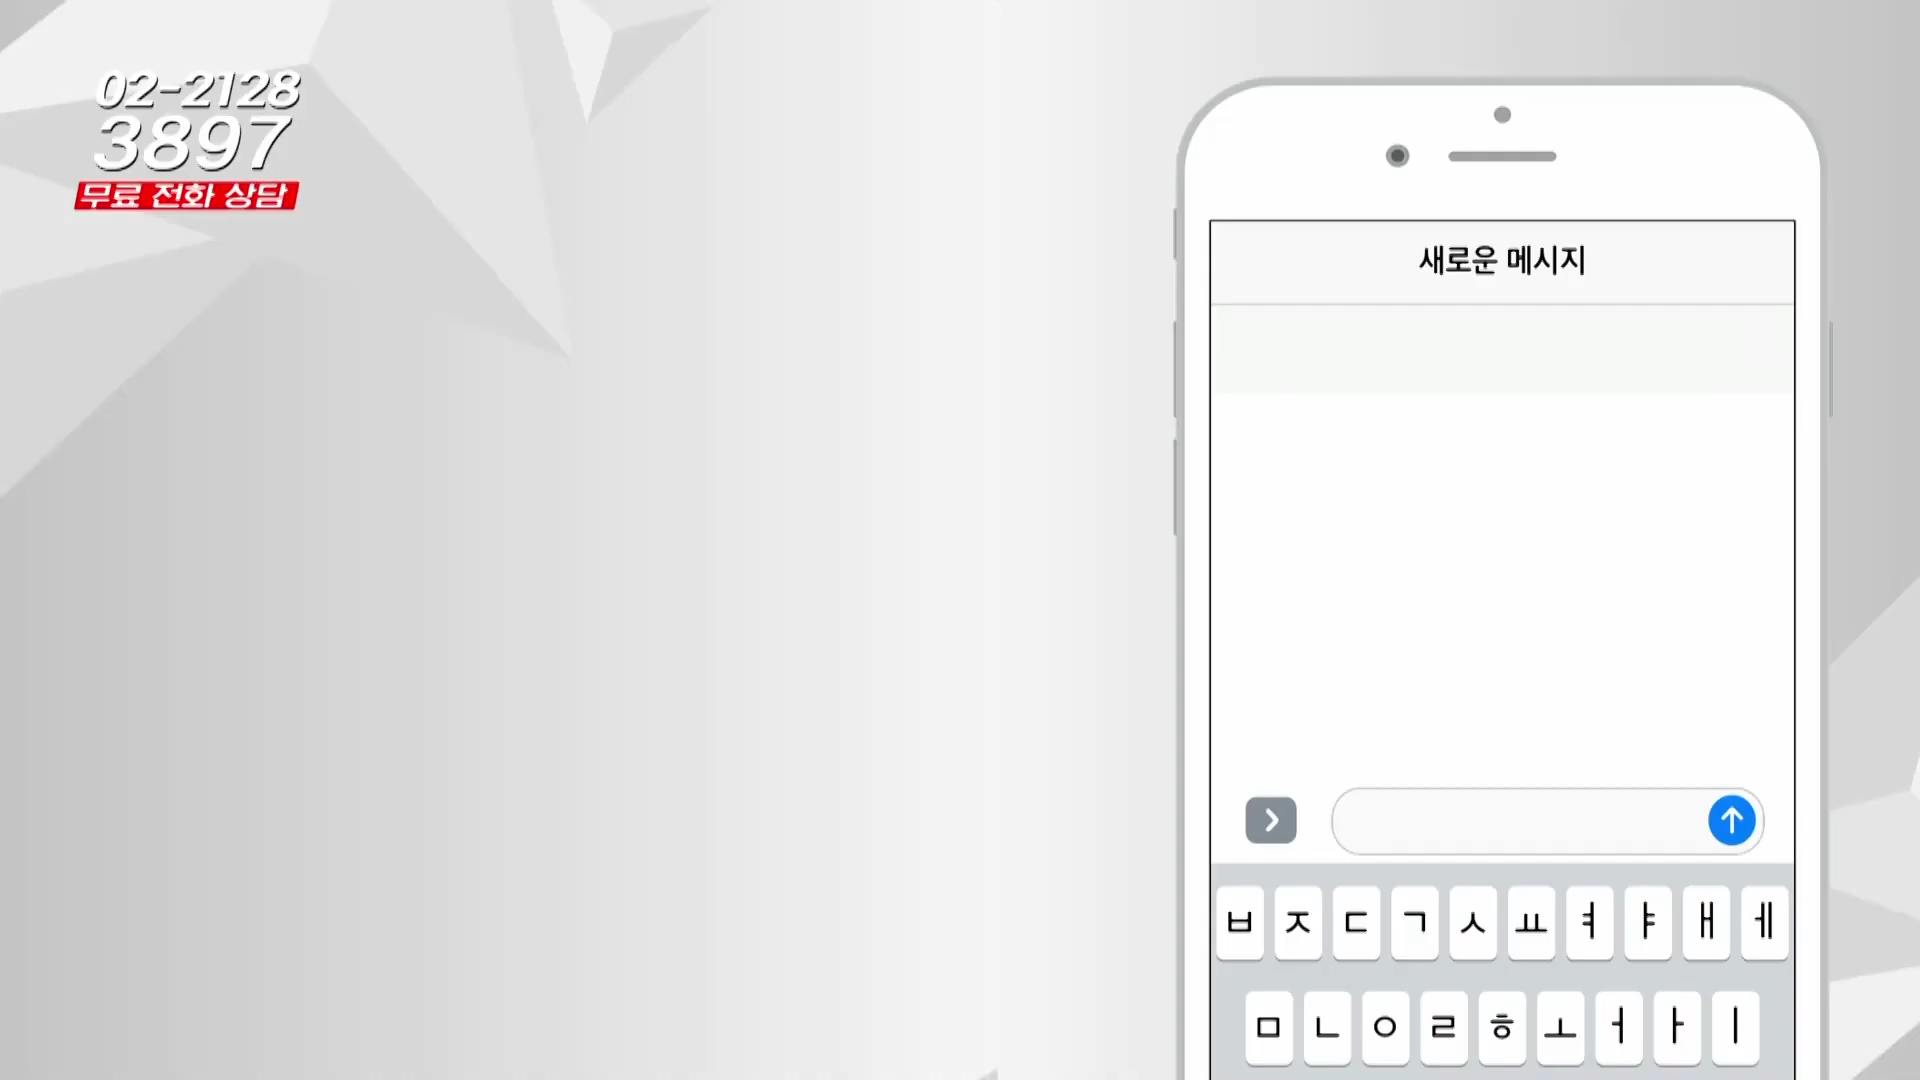 02-2128
3897
무료 전화 상담
새로운 메시지
ㅂ ㅈ ㄷ ㄱ ㅅ ㅛ ㅕ ㅑ ㅐ ㅔ
ㅁ ㄴ ㅇ ㄹ ㅎ ㅗ ㅓ ㅏ ㅣ